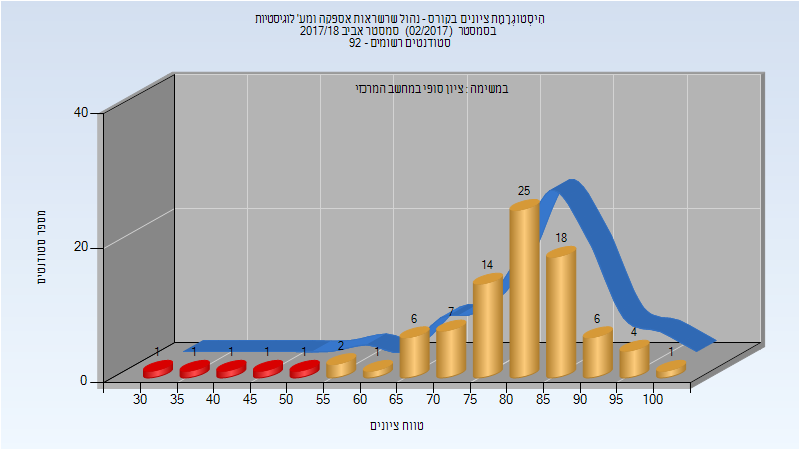 היסטוגרמת ציונים בקורס - נהול שרשראות אספקה ומע' לוגיסטיות
בסמסטר (02/2017) סמסטר אביב 2017/18
סטודנטים רשומים - 92
במשימה : ציון סופי במחשב המרכזי
40
20
0
מספר סטודנטים
1 1 1 1 1 2 1 6 7 14 25 18 6 4 1
30 35 40 45 50 55 60 65 70 75 80 85 90 95 100
טווח ציונים